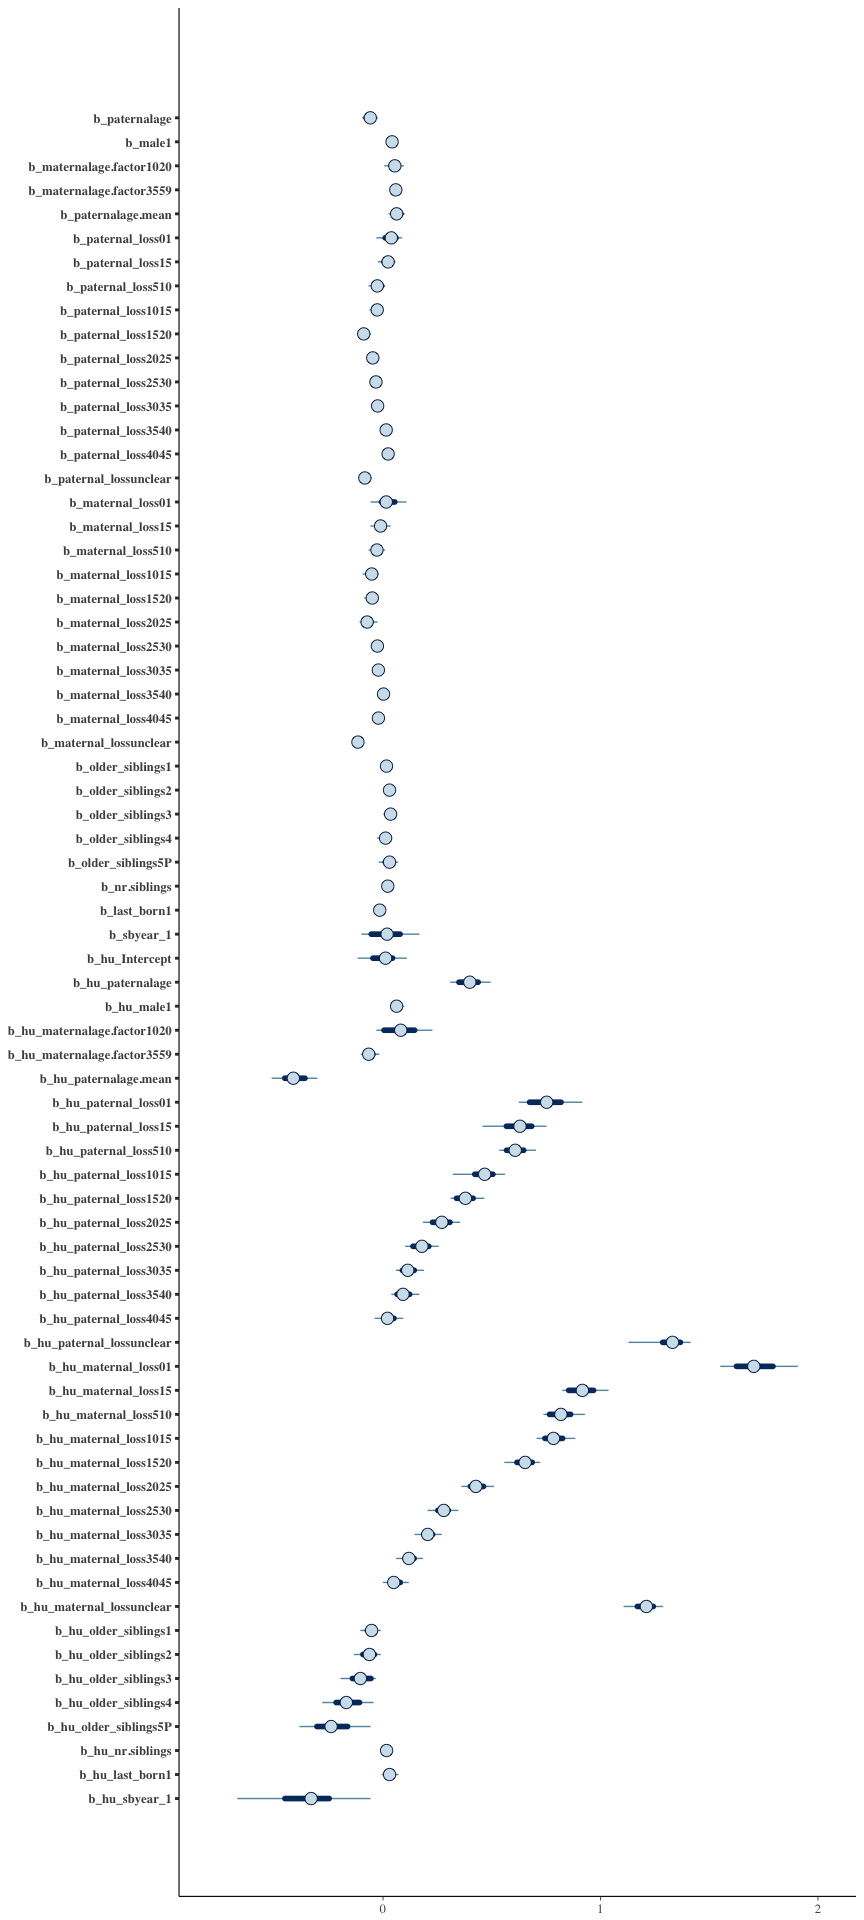 b_paternalage
b_male1
b_maternalage.factor1020
b_maternalage.factor3559
b_paternalage.mean
b_paternal_loss01
b_paternal_loss15
b_paternal_loss510
b_paternal_loss1015
b_paternal_loss1520
b_paternal_loss2025
b_paternal_loss2530
b_paternal_loss3035
b_paternal_loss3540
b_paternal_loss4045
b_paternal_lossunclear
b_maternal_loss01
b_maternal_loss15
b_maternal_loss510
b_maternal_loss1015
b_maternal_loss1520
b_maternal_loss2025
b_maternal_loss2530
b_maternal_loss3035
b_maternal_loss3540
b_maternal_loss4045
b_maternal_lossunclear
b_older_siblings1
b_older_siblings2
b_older_siblings3
b_older_siblings4
b_older_siblings5P
b_nr.siblings
b_last_born1
b_sbyear_1
b_hu_Intercept
b_hu_paternalage
b_hu_male1
b_hu_maternalage.factor1020
b_hu_maternalage.factor3559
b_hu_paternalage.mean
b_hu_paternal_loss01
b_hu_paternal_loss15
b_hu_paternal_loss510
b_hu_paternal_loss1015
b_hu_paternal_loss1520
b_hu_paternal_loss2025
b_hu_paternal_loss2530
b_hu_paternal_loss3035
b_hu_paternal_loss3540
b_hu_paternal_loss4045
b_hu_paternal_lossunclear
b_hu_maternal_loss01
b_hu_maternal_loss15
b_hu_maternal_loss510
b_hu_maternal_loss1015
b_hu_maternal_loss1520
b_hu_maternal_loss2025
b_hu_maternal_loss2530
b_hu_maternal_loss3035
b_hu_maternal_loss3540
b_hu_maternal_loss4045
b_hu_maternal_lossunclear
b_hu_older_siblings1
b_hu_older_siblings2
b_hu_older_siblings3
b_hu_older_siblings4
b_hu_older_siblings5P
b_hu_nr.siblings
b_hu_last_born1
b_hu_sbyear_1
0 1 2